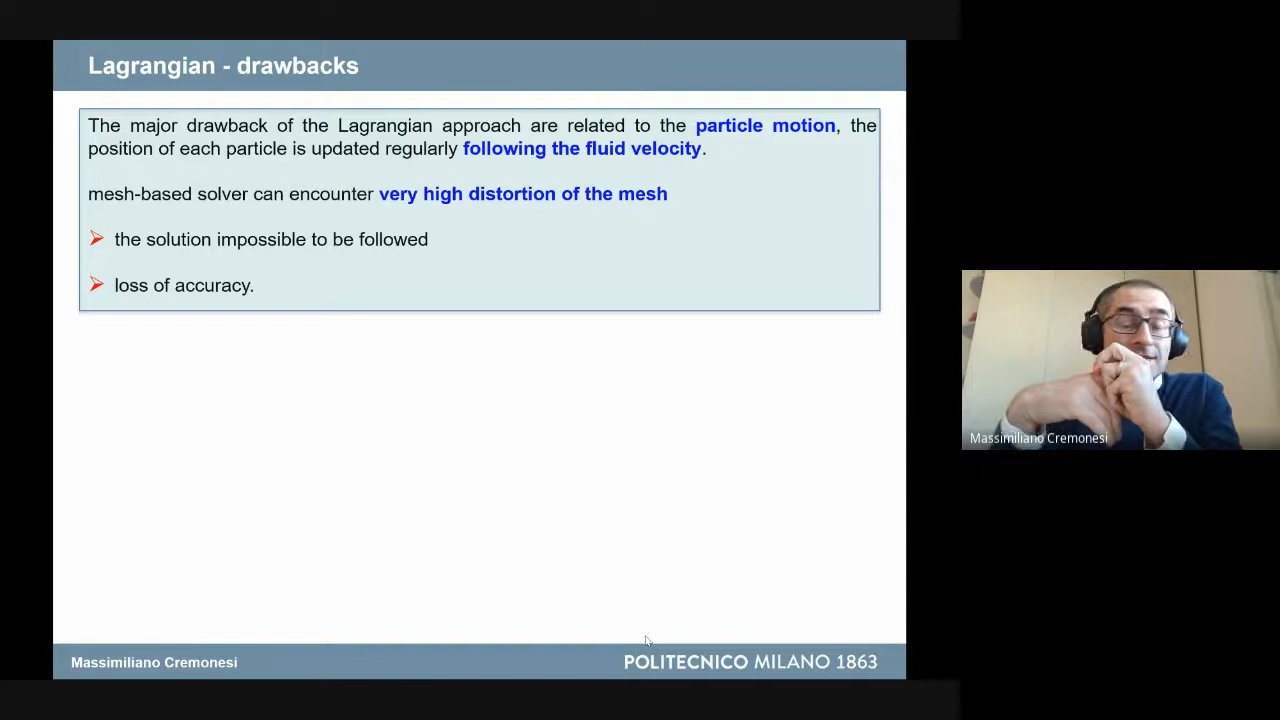 Lagrangian - drawbacks
The major drawback of the Lagrangian approach are related to the particle motion, the
position of each particle is updated regularly following the fluid velocity.
mesh-based solver can encounter very high distortion of the mesh
the solution impossible to be followed
loss of accuracy.
Massimiliano Cremonesi
Massimiliano Cremonesi
POLITECNICO MILANO 1863